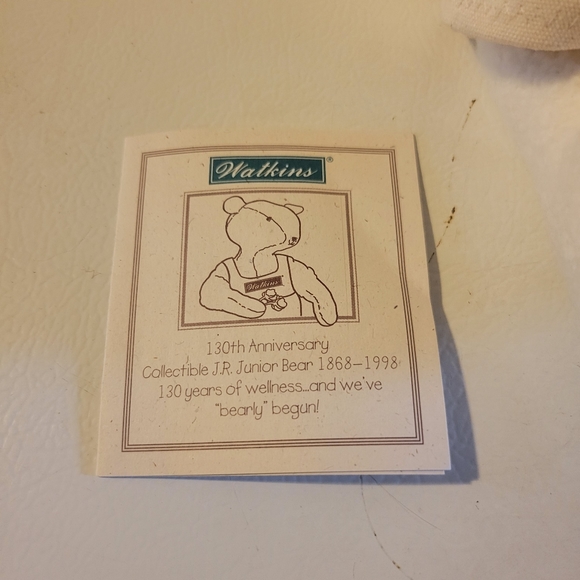 Watkins®
Watkins
130th Anniversary
Collectible J.R. Junior Bear 1868–1998
130 years of wellness...and we've
"bearly" begun!